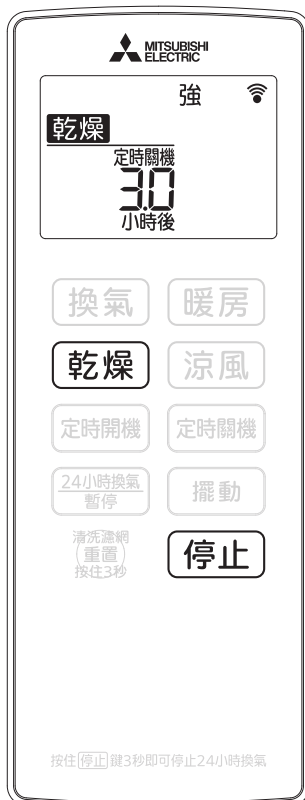 MITSUBISHI
ELECTRIC
強
乾燥
定時關機
3.0
小時後
換氣 暖房
乾燥 涼風
定時開機 定時關機
24小時換氣
暫停
擺動
清洗濾網
重置
按住3秒
停止
按住停止鍵3秒即可停止24小時換氣